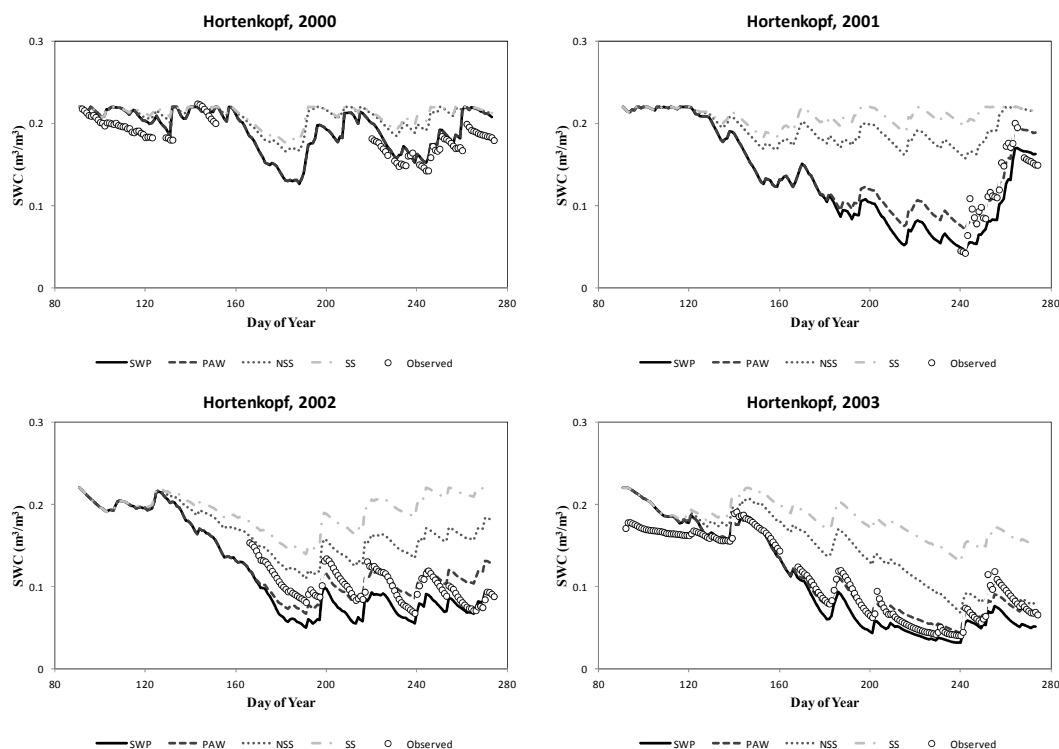 Hortenkopf, 2000
0.3
0.2
0.1
0
SWC (m³/m³)
80 120 160 200 240 280
Day of Year
SWP PAW NSS SS Observed
Hortenkopf, 2001
0.3
0.2
0.1
0
SWC (m³/m³)
80 120 160 200 240 280
Day of Year
SWP PAW NSS SS Observed
Hortenkopf, 2002
0.3
0.2
0.1
0
SWC (m³/m³)
80 120 160 200 240 280
Day of Year
SWP PAW NSS SS Observed
Hortenkopf, 2003
0.3
0.2
0.1
0
SWC (m³/m³)
80 120 160 200 240 280
Day of Year
SWP PAW NSS SS Observed